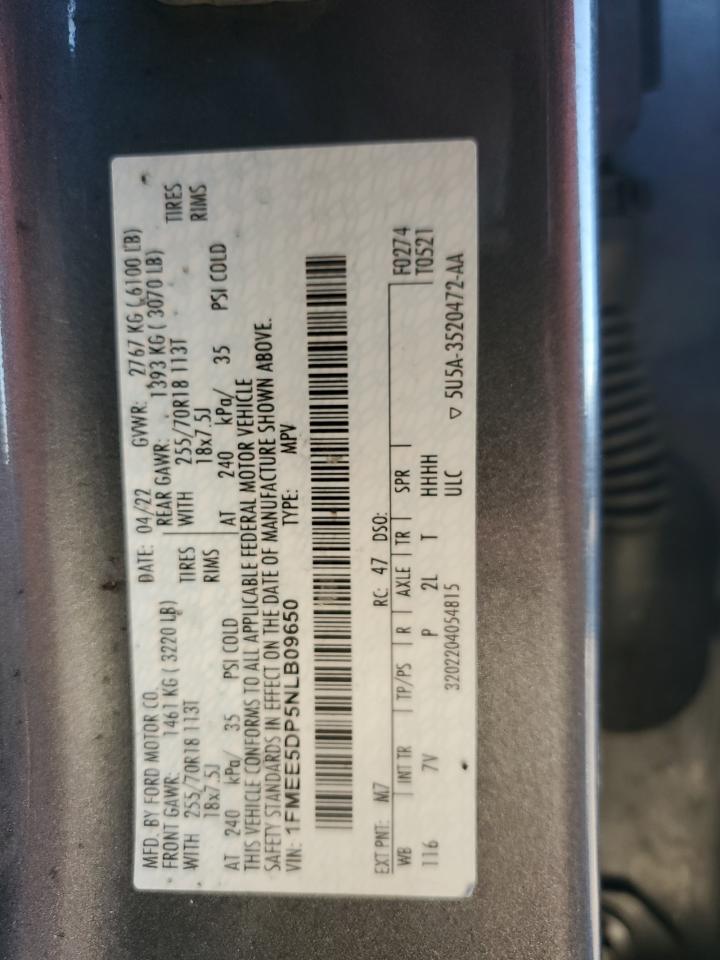 MFD. BY FORD MOTOR CO. DATE: 04/22 GVWR: 2767 KG ( 6100 LB)
FRONT GAWR: 1461 KG ( 3220 LB) REAR GAWR: 1393 KG ( 3070 LB)
WITH 255/70R18 113T TIRES WITH 255/70R18 113T TIRES
18x7.5J RIMS 18x7.5J RIMS
AT 240 kPa/ 35 PSI COLD AT 240 kPa/ 35 PSI COLD
THIS VEHICLE CONFORMS TO ALL APPLICABLE FEDERAL MOTOR VEHICLE
SAFETY STANDARDS IN EFFECT ON THE DATE OF MANUFACTURE SHOWN ABOVE.
VIN: 1FMEE5DP5NLB09650 TYPE: MPV
EXT PNT: M7 RC: 47 DSO: F0274
WB INT TR TP/PS R AXLE TR SPR T0521
116 7V P 2L T HHHH
3202204054815 ULC ▽ 5U5A-3520472-AA